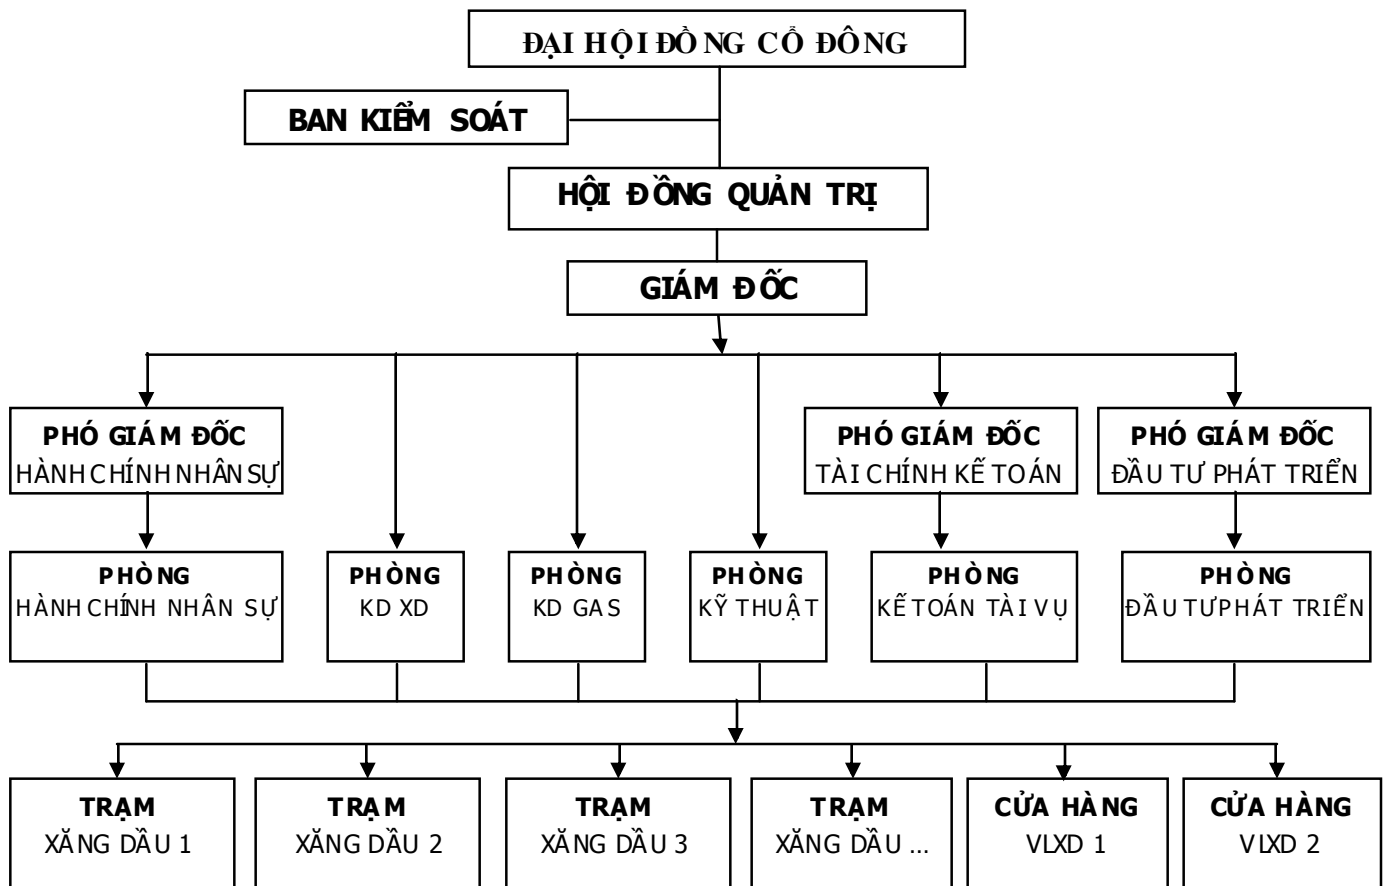 ĐẠI HỘI ĐỒNG CỔ ĐÔNG
BAN KIỂM SOÁT
HỘI ĐỒNG QUẢN TRỊ
GIÁM ĐỐC
PHÓ GIÁM ĐỐC
HÀNH CHÍNH NHÂN SỰ
PHÓ GIÁM ĐỐC
TÀI CHÍNH KẾ TOÁN
PHÓ GIÁM ĐỐC
ĐẦU TƯ PHÁT TRIỂN
PHÒNG
HÀNH CHÍNH NHÂN SỰ
PHÒNG
KD XD
PHÒNG
KD GAS
PHÒNG
KỸ THUẬT
PHÒNG
KẾ TOÁN TÀI VỤ
PHÒNG
ĐẦU TƯ PHÁT TRIỂN
TRẠM
XĂNG DẦU 1
TRẠM
XĂNG DẦU 2
TRẠM
XĂNG DẦU 3
TRẠM
XĂNG DẦU ...
CỬA HÀNG
VLXD 1
CỬA HÀNG
VLXD 2